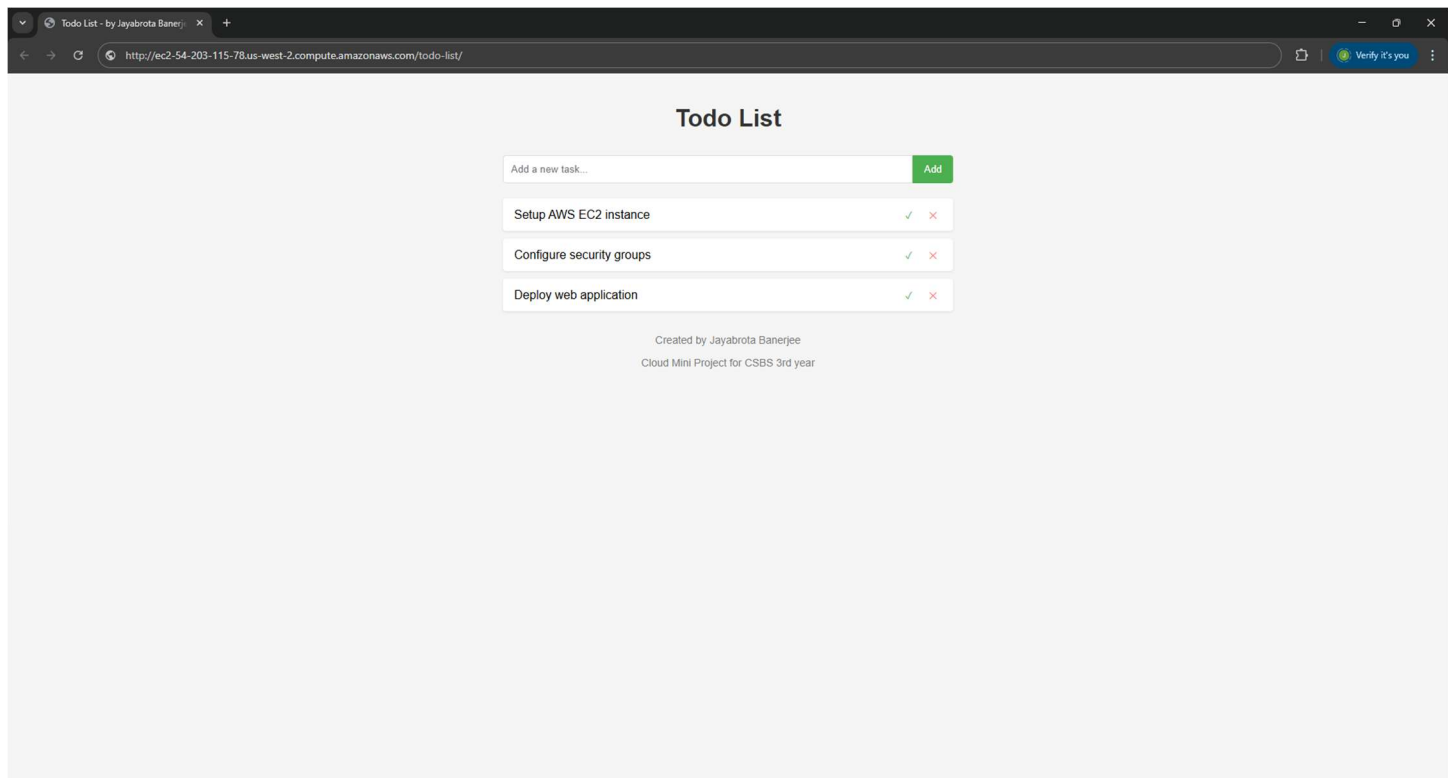 Todo List - by Jayabrota Banerj
http://ec2-54-203-115-78.us-west-2.compute.amazonaws.com/todo-list/
Verify it's you
Todo List
Add a new task...
Add
Setup AWS EC2 instance
Configure security groups
Deploy web application
Created by Jayabrota Banerjee
Cloud Mini Project for CSBS 3rd year